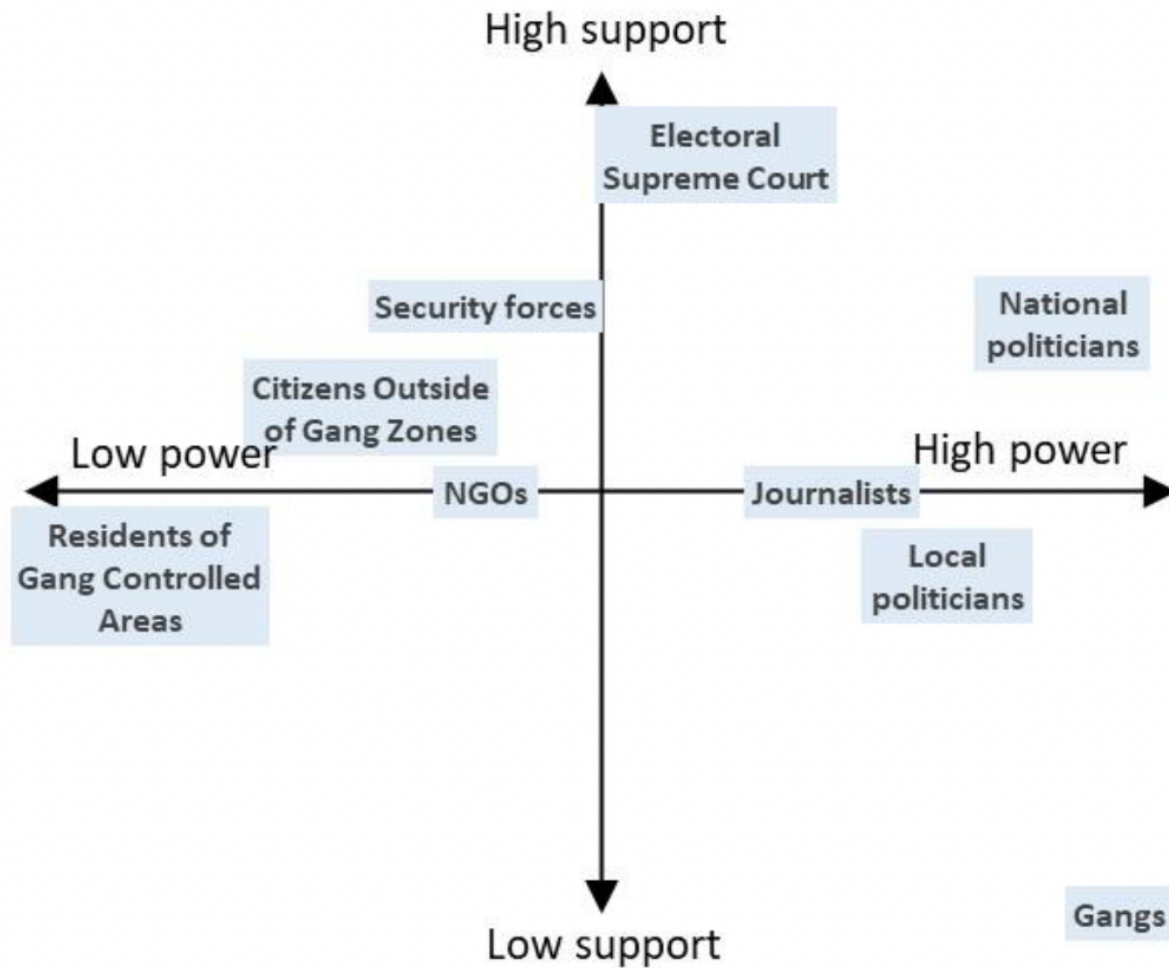 High support
Electoral
Supreme Court
Security forces
National
politicians
Citizens Outside
of Gang Zones
Low power
High power
NGOs
Journalists
Residents of
Gang Controlled
Areas
Local
politicians
Gangs
Low support